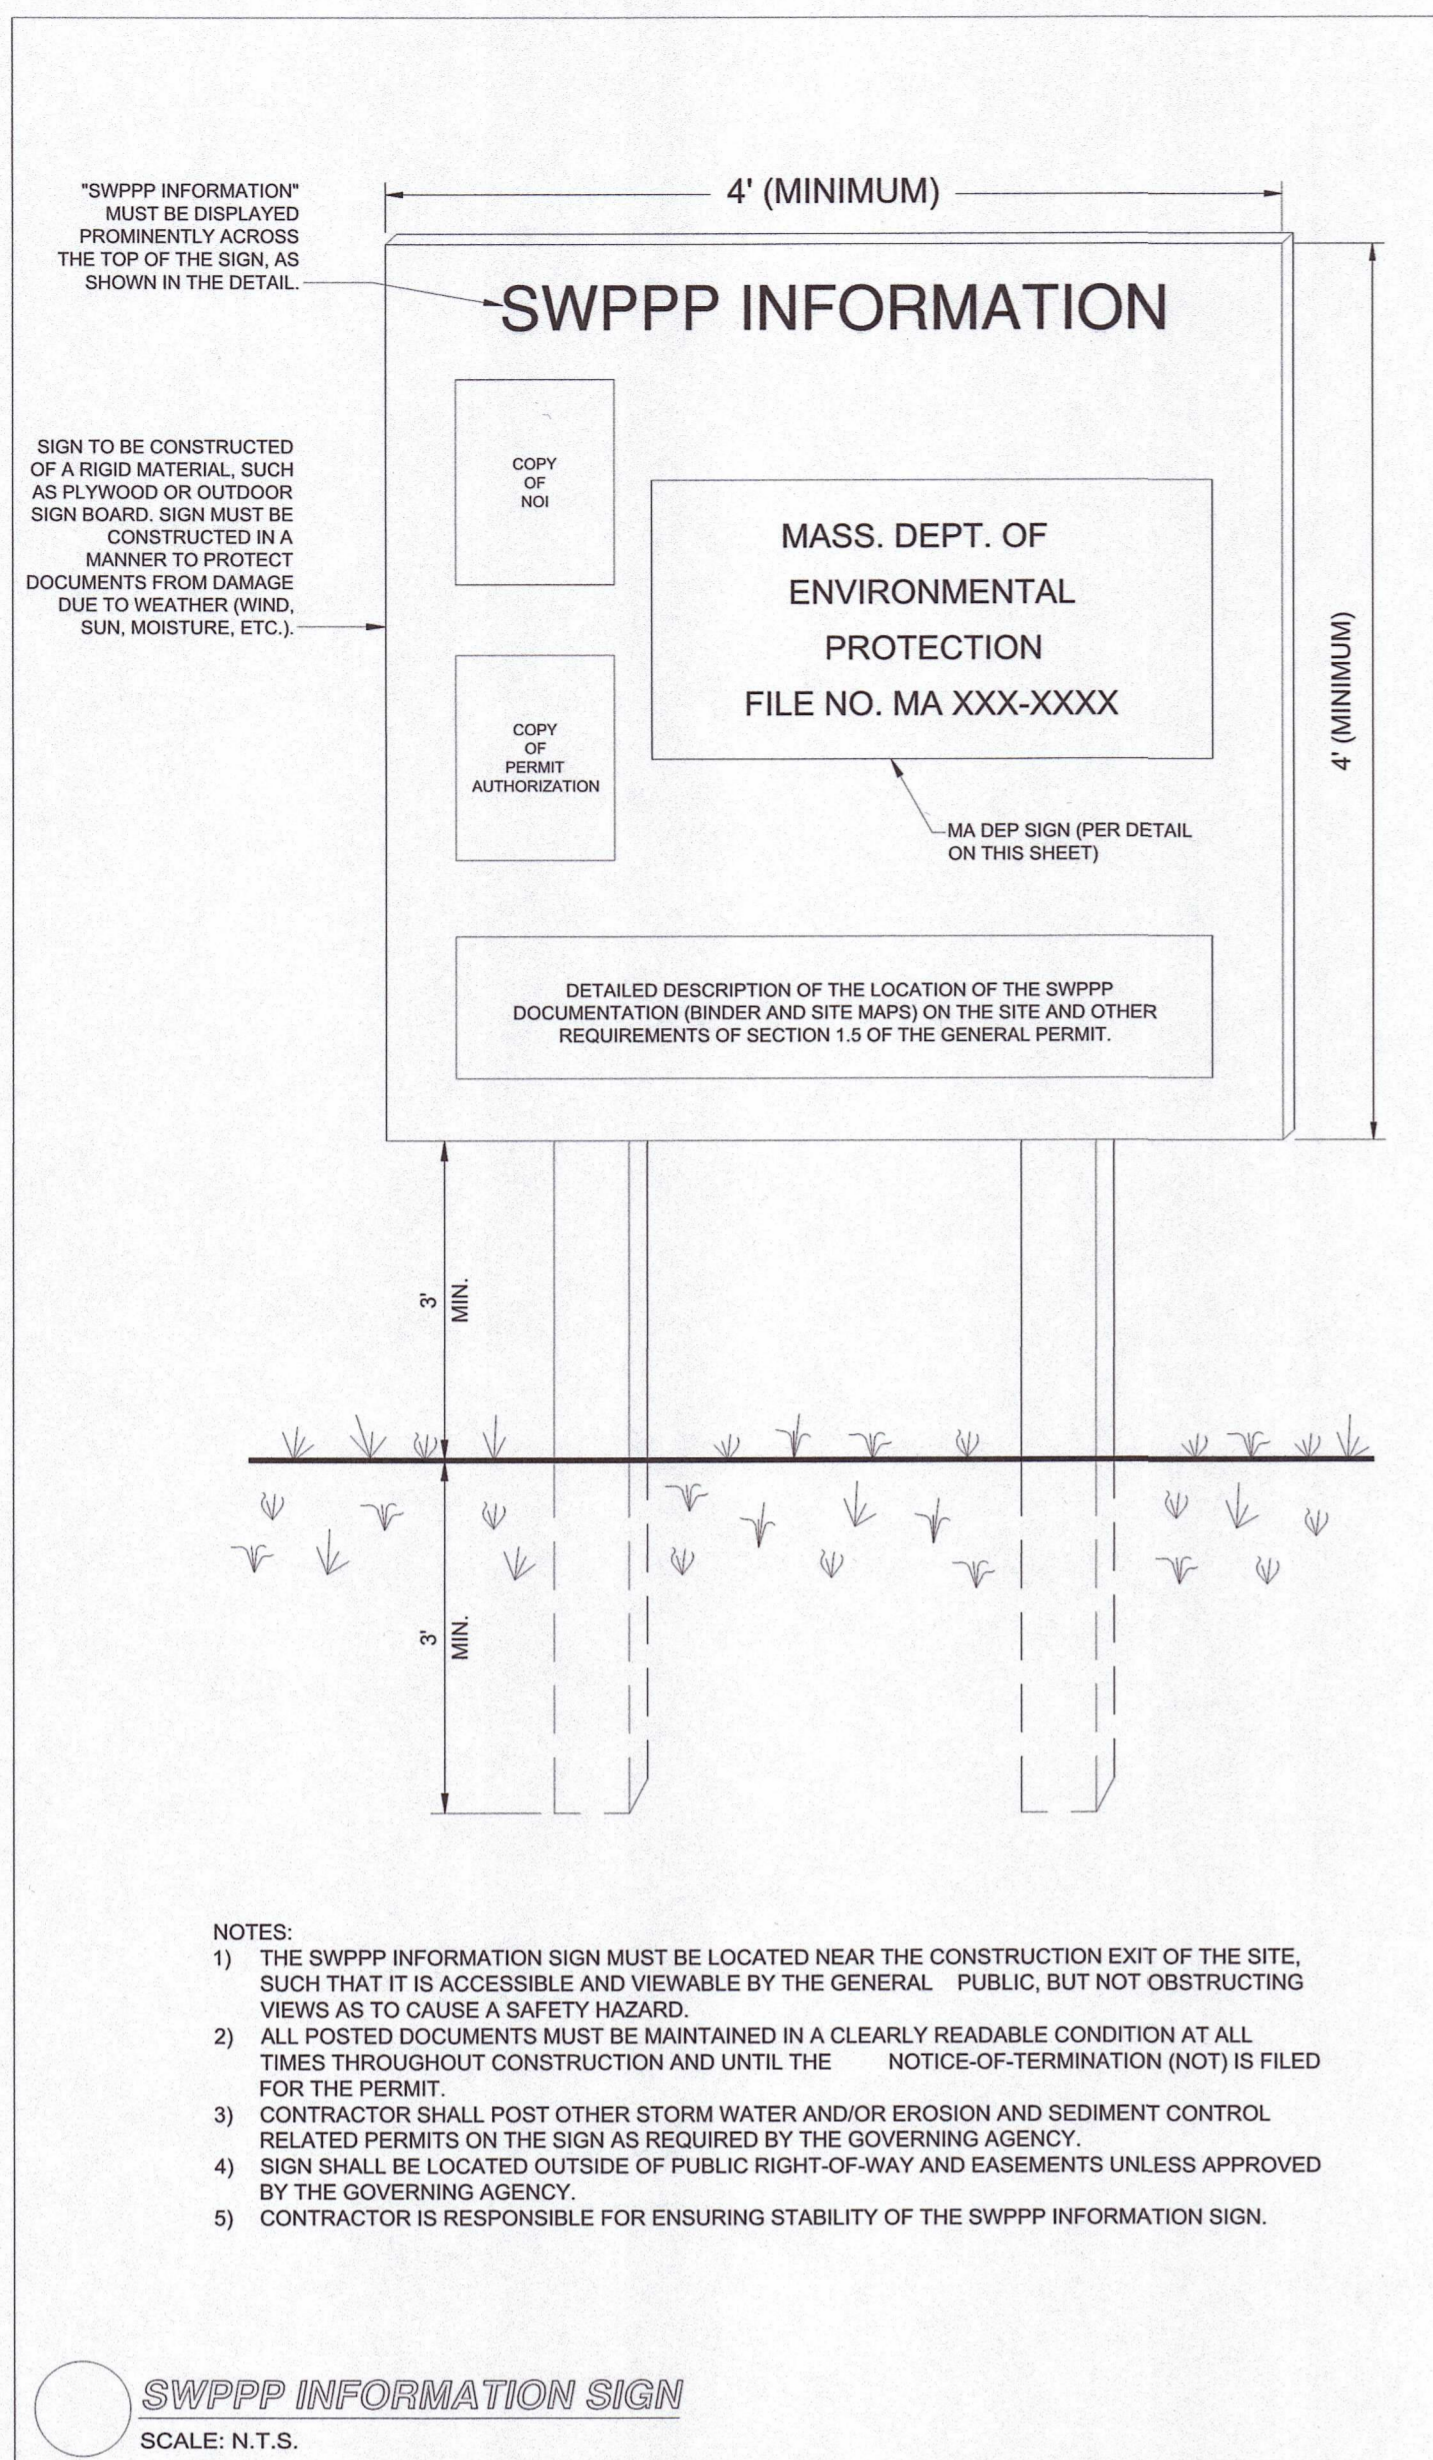 4' (MINIMUM)
"SWPPP INFORMATION"
MUST BE DISPLAYED
PROMINENTLY ACROSS
THE TOP OF THE SIGN, AS
SHOWN IN THE DETAIL.
SWPPP INFORMATION
SIGN TO BE CONSTRUCTED
OF A RIGID MATERIAL, SUCH
AS PLYWOOD OR OUTDOOR
SIGN BOARD. SIGN MUST BE
CONSTRUCTED IN A
MANNER TO PROTECT
DOCUMENTS FROM DAMAGE
DUE TO WEATHER (WIND,
SUN, MOISTURE, ETC.).
COPY
OF
NOI
MASS. DEPT. OF
ENVIRONMENTAL
PROTECTION
FILE NO. MA XXX-XXXX
4' (MINIMUM)
COPY
OF
PERMIT
AUTHORIZATION
MA DEP SIGN (PER DETAIL
ON THIS SHEET)
DETAILED DESCRIPTION OF THE LOCATION OF THE SWPPP
DOCUMENTATION (BINDER AND SITE MAPS) ON THE SITE AND OTHER
REQUIREMENTS OF SECTION 1.5 OF THE GENERAL PERMIT.
3'
MIN.
3'
MIN.
NOTES:
1) THE SWPPP INFORMATION SIGN MUST BE LOCATED NEAR THE CONSTRUCTION EXIT OF THE SITE,
SUCH THAT IT IS ACCESSIBLE AND VIEWABLE BY THE GENERAL PUBLIC, BUT NOT OBSTRUCTING
VIEWS AS TO CAUSE A SAFETY HAZARD.
2) ALL POSTED DOCUMENTS MUST BE MAINTAINED IN A CLEARLY READABLE CONDITION AT ALL
TIMES THROUGHOUT CONSTRUCTION AND UNTIL THE NOTICE-OF-TERMINATION (NOT) IS FILED
FOR THE PERMIT.
3) CONTRACTOR SHALL POST OTHER STORM WATER AND/OR EROSION AND SEDIMENT CONTROL
RELATED PERMITS ON THE SIGN AS REQUIRED BY THE GOVERNING AGENCY.
4) SIGN SHALL BE LOCATED OUTSIDE OF PUBLIC RIGHT-OF-WAY AND EASEMENTS UNLESS APPROVED
BY THE GOVERNING AGENCY.
5) CONTRACTOR IS RESPONSIBLE FOR ENSURING STABILITY OF THE SWPPP INFORMATION SIGN.
SWPPP INFORMATION SIGN
SCALE: N.T.S.